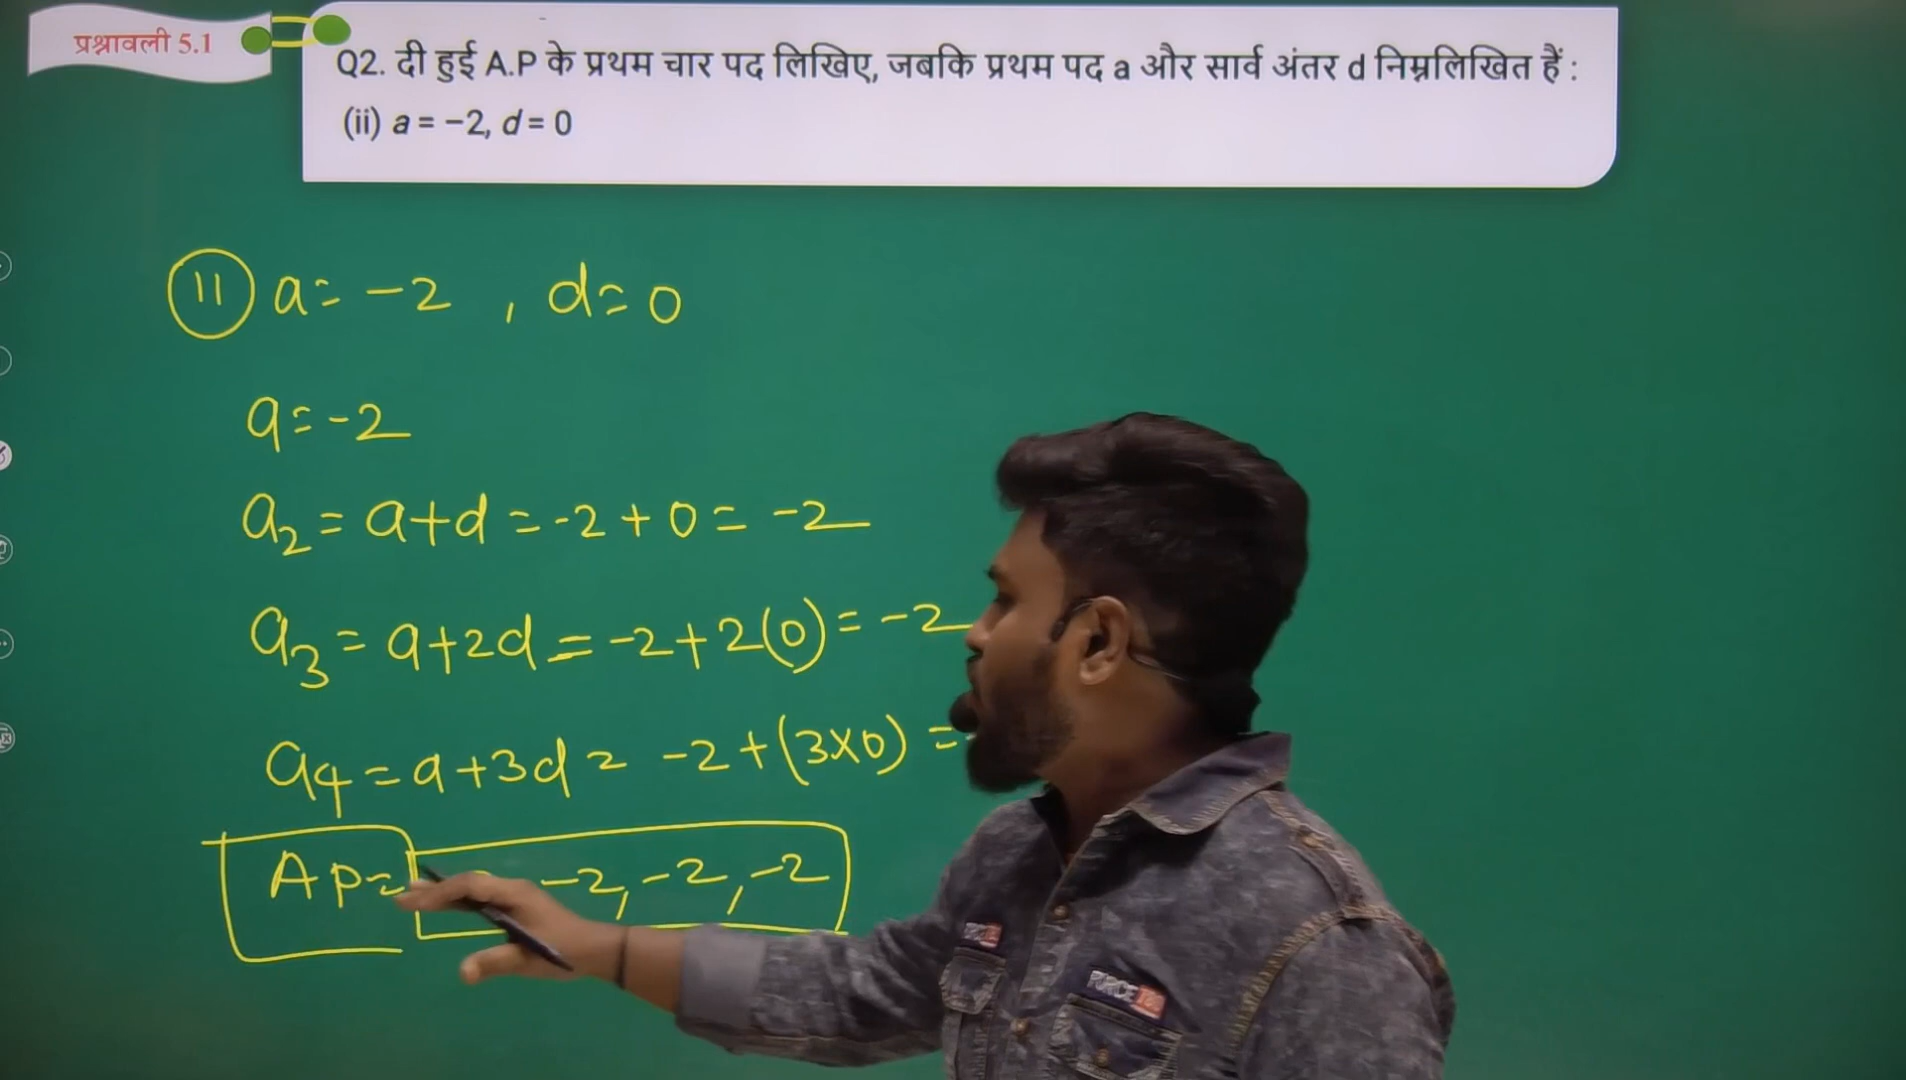 प्रश्नावली 5.1
Q2. दी हुई A.P के प्रथम चार पद लिखिए, जबकि प्रथम पद a और सार्व अंतर d निम्नलिखित हैं :
(ii) a = −2, d = 0
(11) a = -2 , d = 0
a = -2
a2 = a+d = -2 + 0 = -2
a3 = a+2d = -2+2(0) = -2
a4 = a+3d = -2+(3×0) =
AP= -2, -2, -2
FORCE